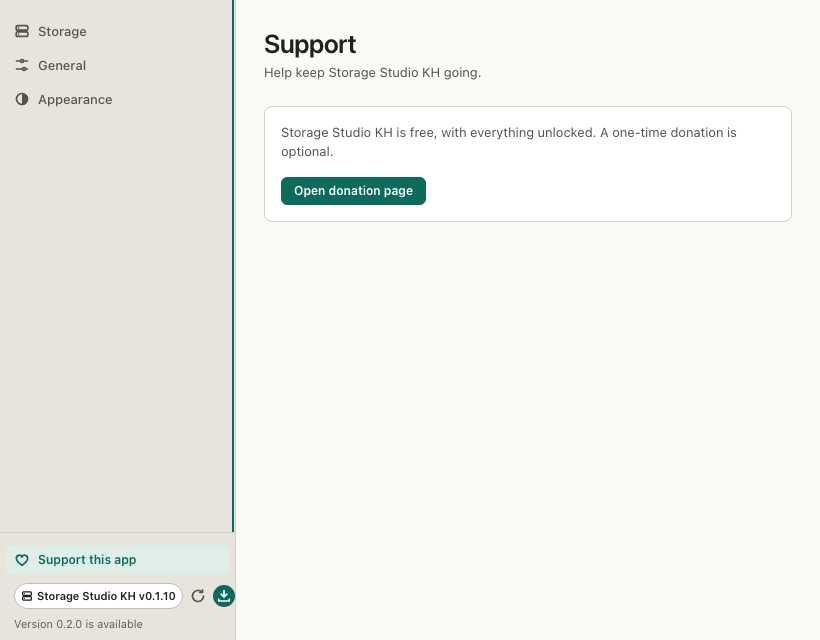 Storage
General
Appearance
Support
Help keep Storage Studio KH going.
Storage Studio KH is free, with everything unlocked. A one-time donation is
optional.
Open donation page
Support this app
Storage Studio KH v0.1.10
Version 0.2.0 is available